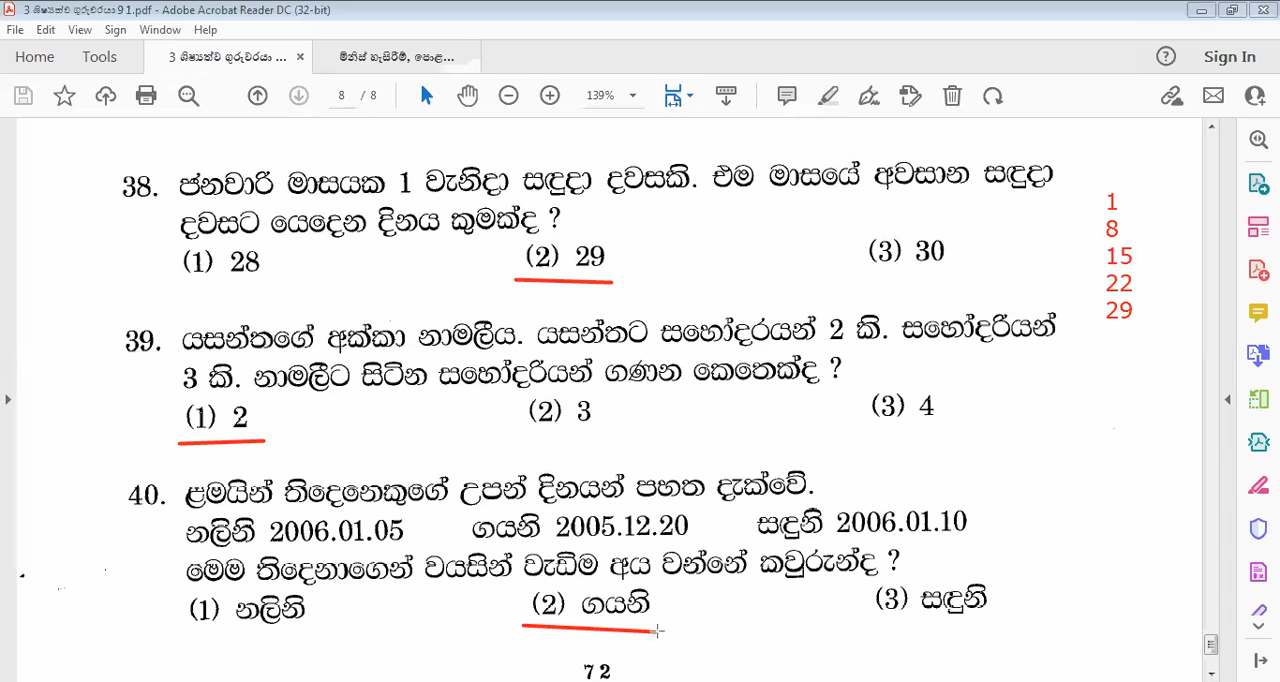 3 ශිෂ්‍යත්ව ගුරුවරයා 9 1.pdf - Adobe Acrobat Reader DC (32-bit)
File Edit View Sign Window Help
Home Tools 3 ශිෂ්‍යත්ව ගුරුවරයා ... × මිනිස් හැසිරීම්, පොළ... Sign In
8 / 8 139%
38. ජනවාරි මාසයක 1 වැනිදා සඳුදා දවසකි. එම මාසයේ අවසාන සඳුදා
දවසට යෙදෙන දිනය කුමක්ද ?
(1) 28 (2) 29 (3) 30
1
8
15
22
29
39. යසන්තගේ අක්කා නාමලීය. යසන්තට සහෝදරයන් 2 කි. සහෝදරියන්
3 කි. නාමලීට සිටින සහෝදරියන් ගණන කෙතෙක්ද ?
(1) 2 (2) 3 (3) 4
40. ළමයින් තිදෙනෙකුගේ උපන් දිනයන් පහත දැක්වේ.
නලිනි 2006.01.05 ගයනි 2005.12.20 සඳුනි 2006.01.10
මෙම තිදෙනාගෙන් වයසින් වැඩිම අය වන්නේ කවුරුන්ද ?
(1) නලිනි (2) ගයනි (3) සඳුනි
72